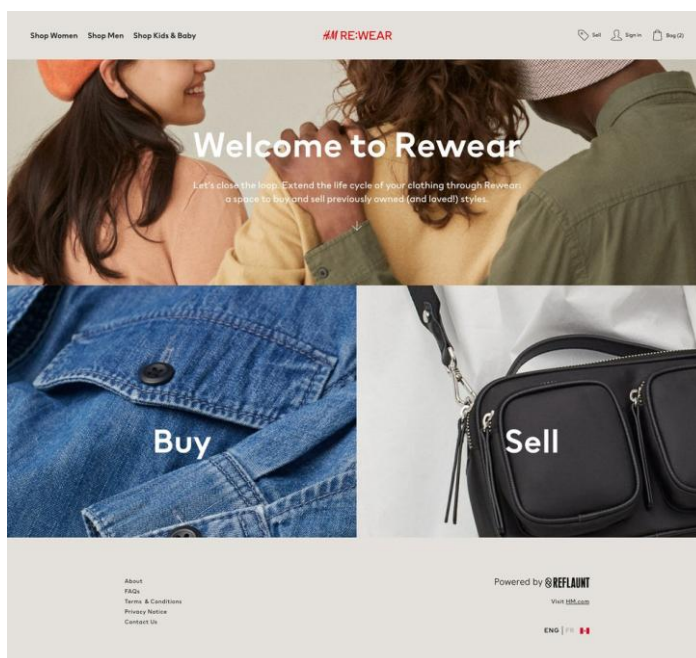 Shop Women Shop Men Shop Kids & Baby
H&M RE:WEAR
Sell Sign in Bag (2)
Welcome to Rewear
Let's close the loop. Extend the life cycle of your clothing through Rewear:
a space to buy and sell previously owned (and loved!) styles.
Buy
Sell
About
FAQs
Terms & Conditions
Privacy Notice
Contact Us
Powered by REFLAUNT
Visit HM.com
ENG | FR